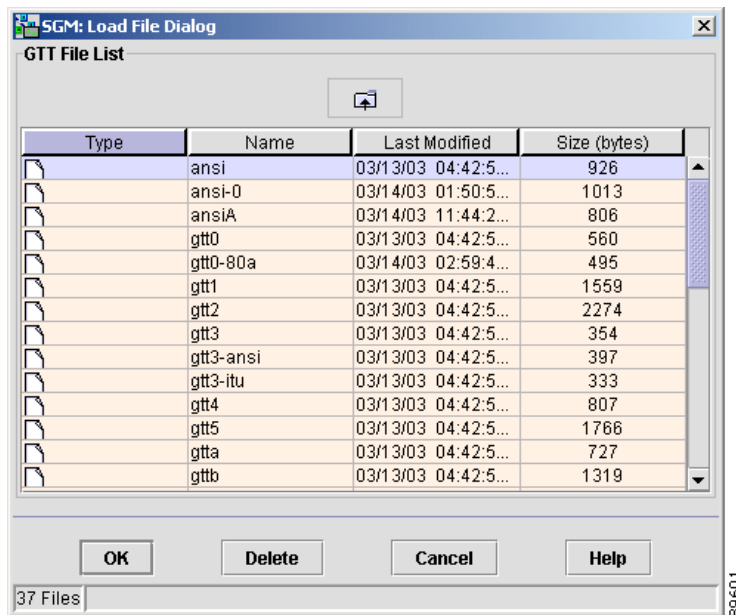 SGM: Load File Dialog
GTT File List
Type Name Last Modified Size (bytes)
ansi 03/13/03 04:42:5... 926
ansi-0 03/14/03 01:50:5... 1013
ansiA 03/14/03 11:44:2... 806
gtt0 03/13/03 04:42:5... 560
gtt0-80a 03/14/03 02:59:4... 495
gtt1 03/13/03 04:42:5... 1559
gtt2 03/13/03 04:42:5... 2274
gtt3 03/13/03 04:42:5... 354
gtt3-ansi 03/13/03 04:42:5... 397
gtt3-itu 03/13/03 04:42:5... 333
gtt4 03/13/03 04:42:5... 807
gtt5 03/13/03 04:42:5... 1766
gtta 03/13/03 04:42:5... 727
gttb 03/13/03 04:42:5... 1319
OK Delete Cancel Help
37 Files
89601